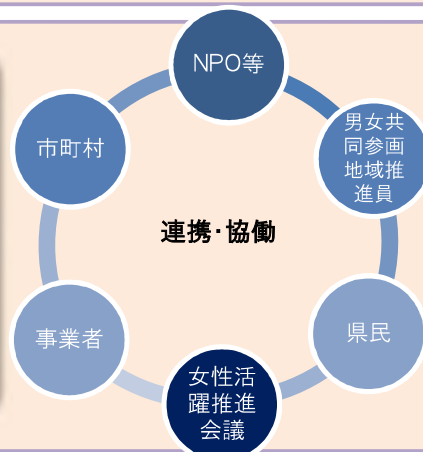 NPO等
男女共
同参画
地域推
進員
市町村
連携・協働
事業者
県民
女性活
躍推進
会議